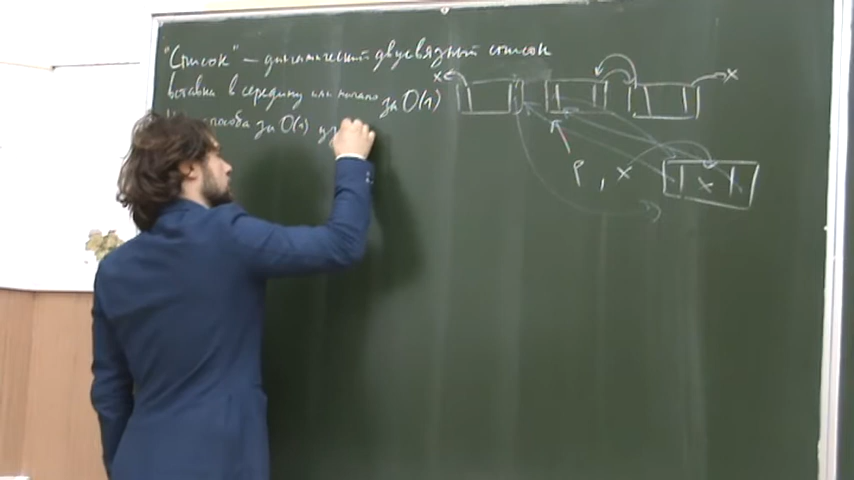 "Список" — динамический двусвязный список
вставка в середину или начало за O(1)
способа за O(1)
x
x
P, x
x